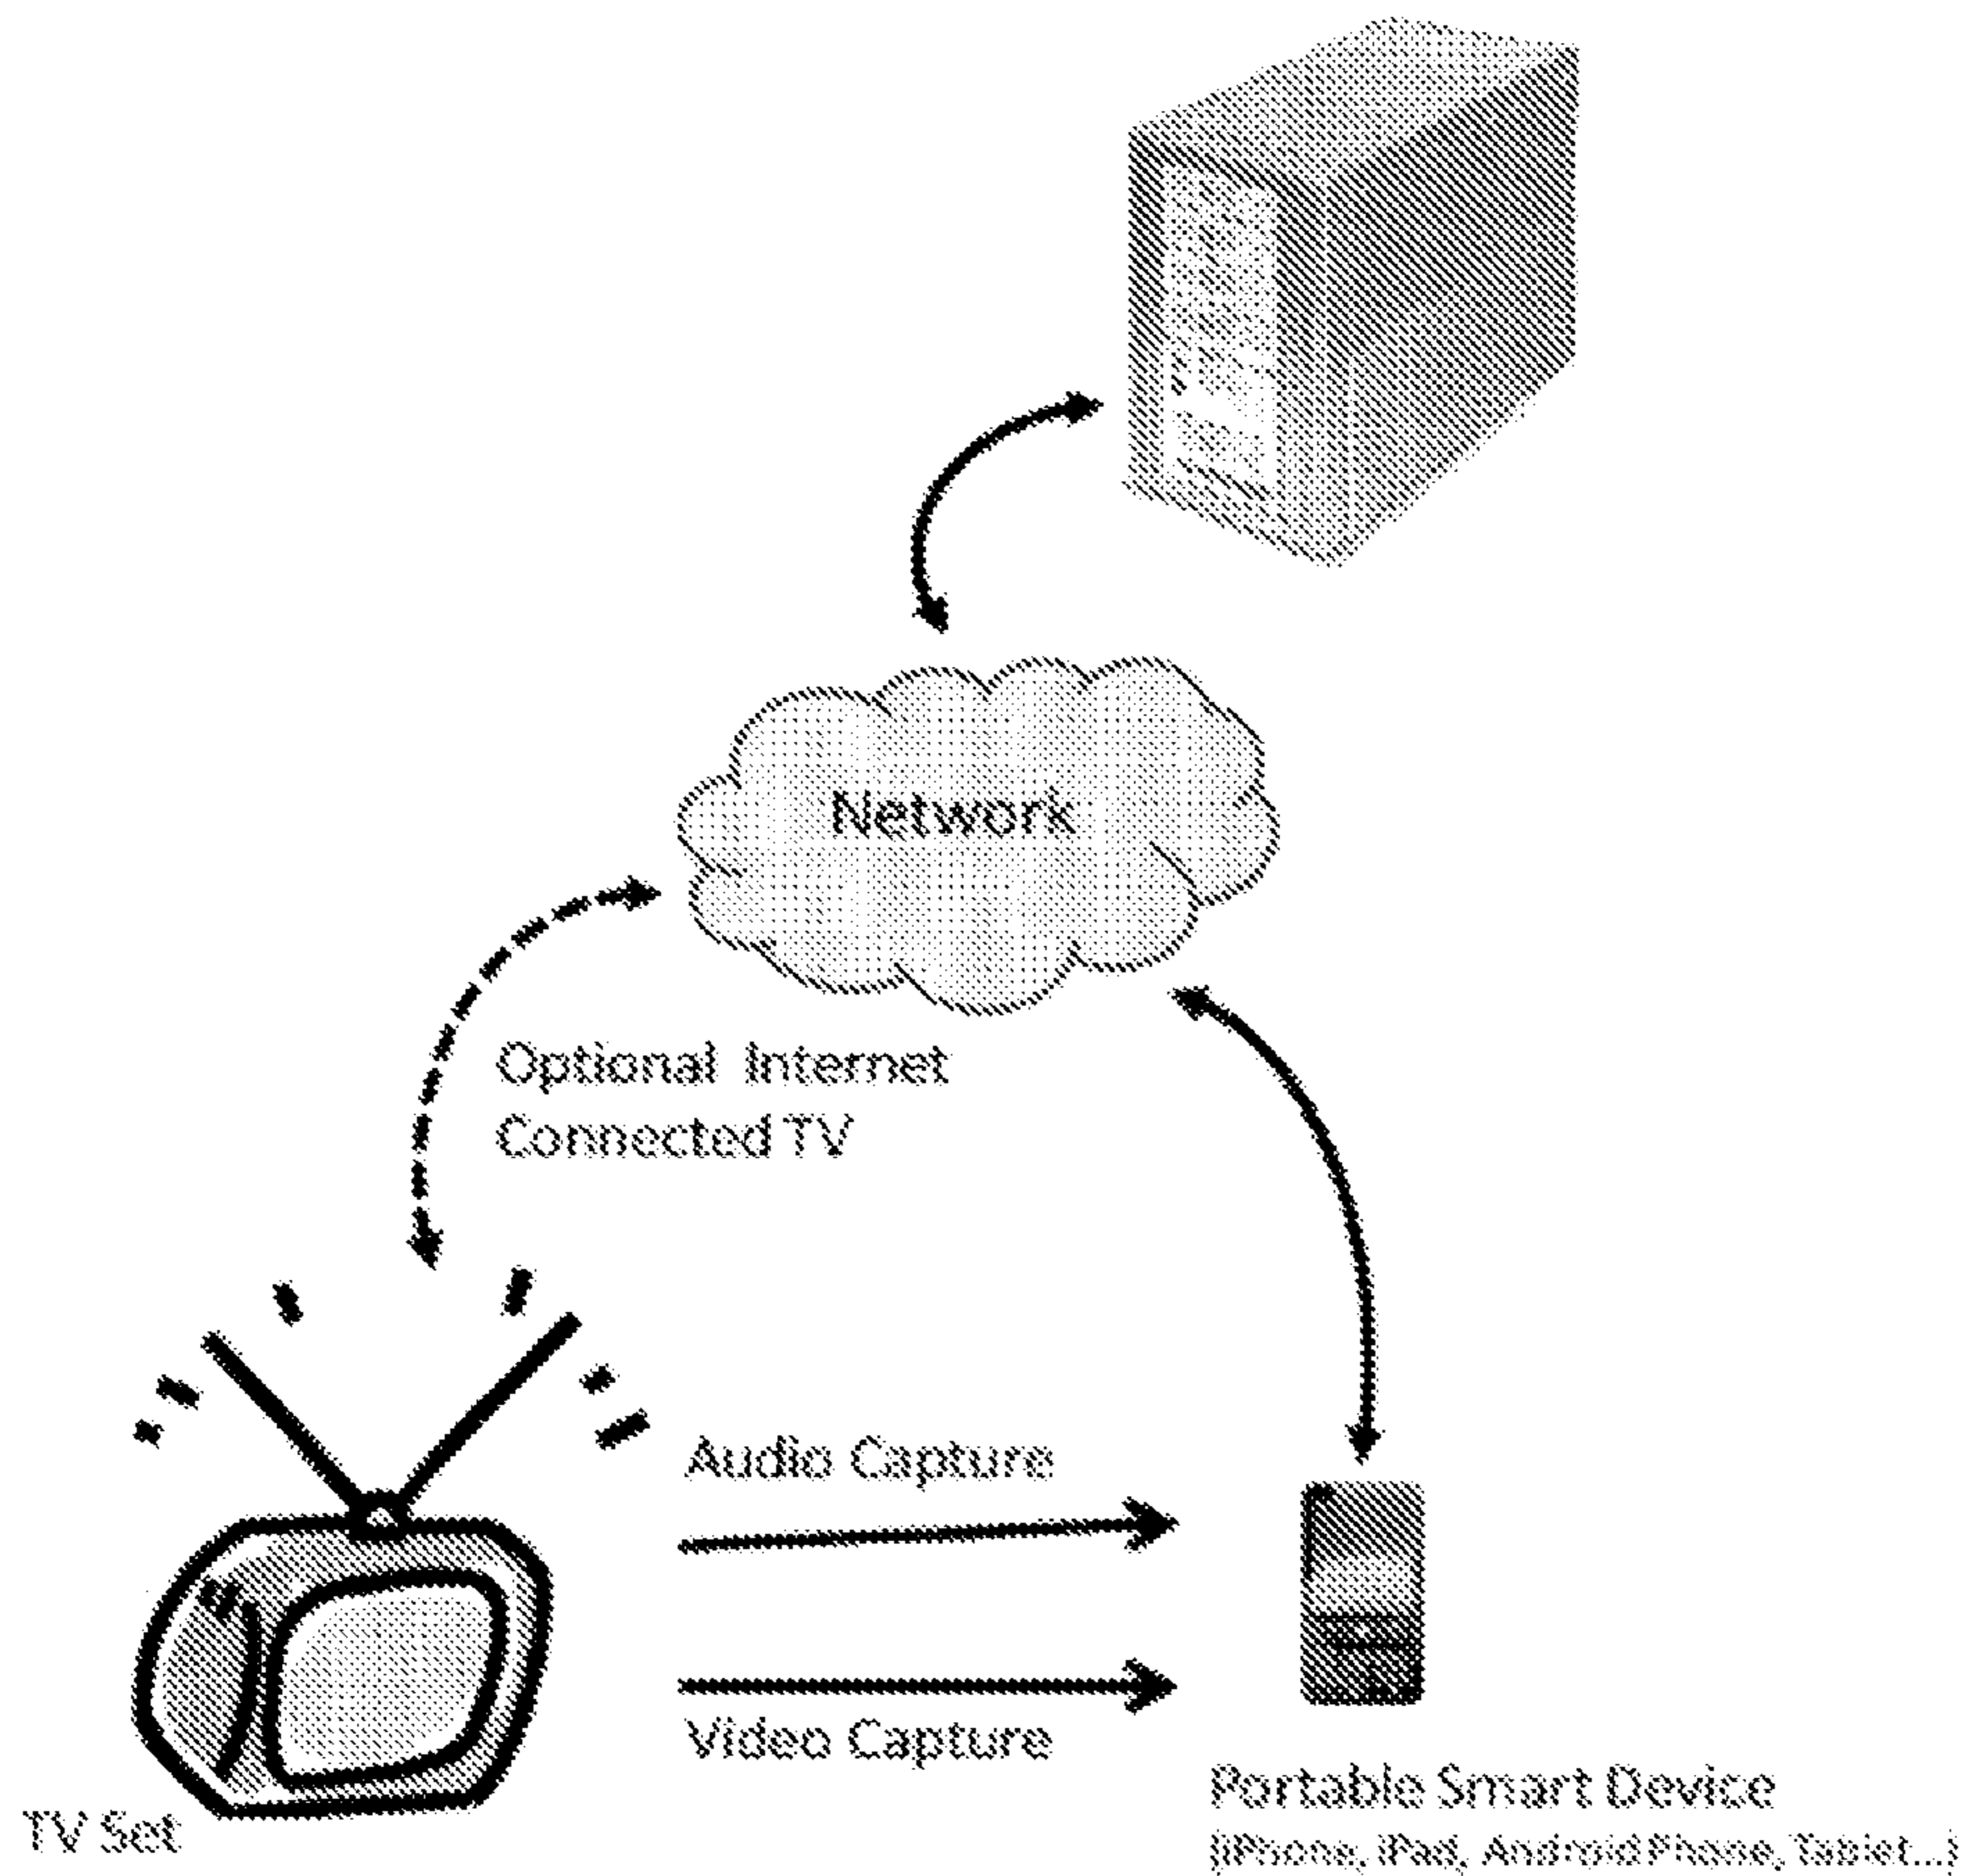 Network
Optional Internet
Connected TV
Audio Capture
Video Capture
TV Set
Portable Smart Device
(iPhone, iPad, Android Phone, Tablet...)